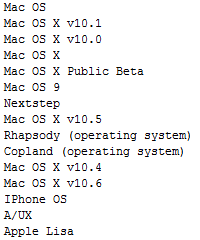 Mac OS
Mac OS X v10.1
Mac OS X v10.0
Mac OS X
Mac OS X Public Beta
Mac OS 9
Nextstep
Mac OS X v10.5
Rhapsody (operating system)
Copland (operating system)
Mac OS X v10.4
Mac OS X v10.6
IPhone OS
A/UX
Apple Lisa